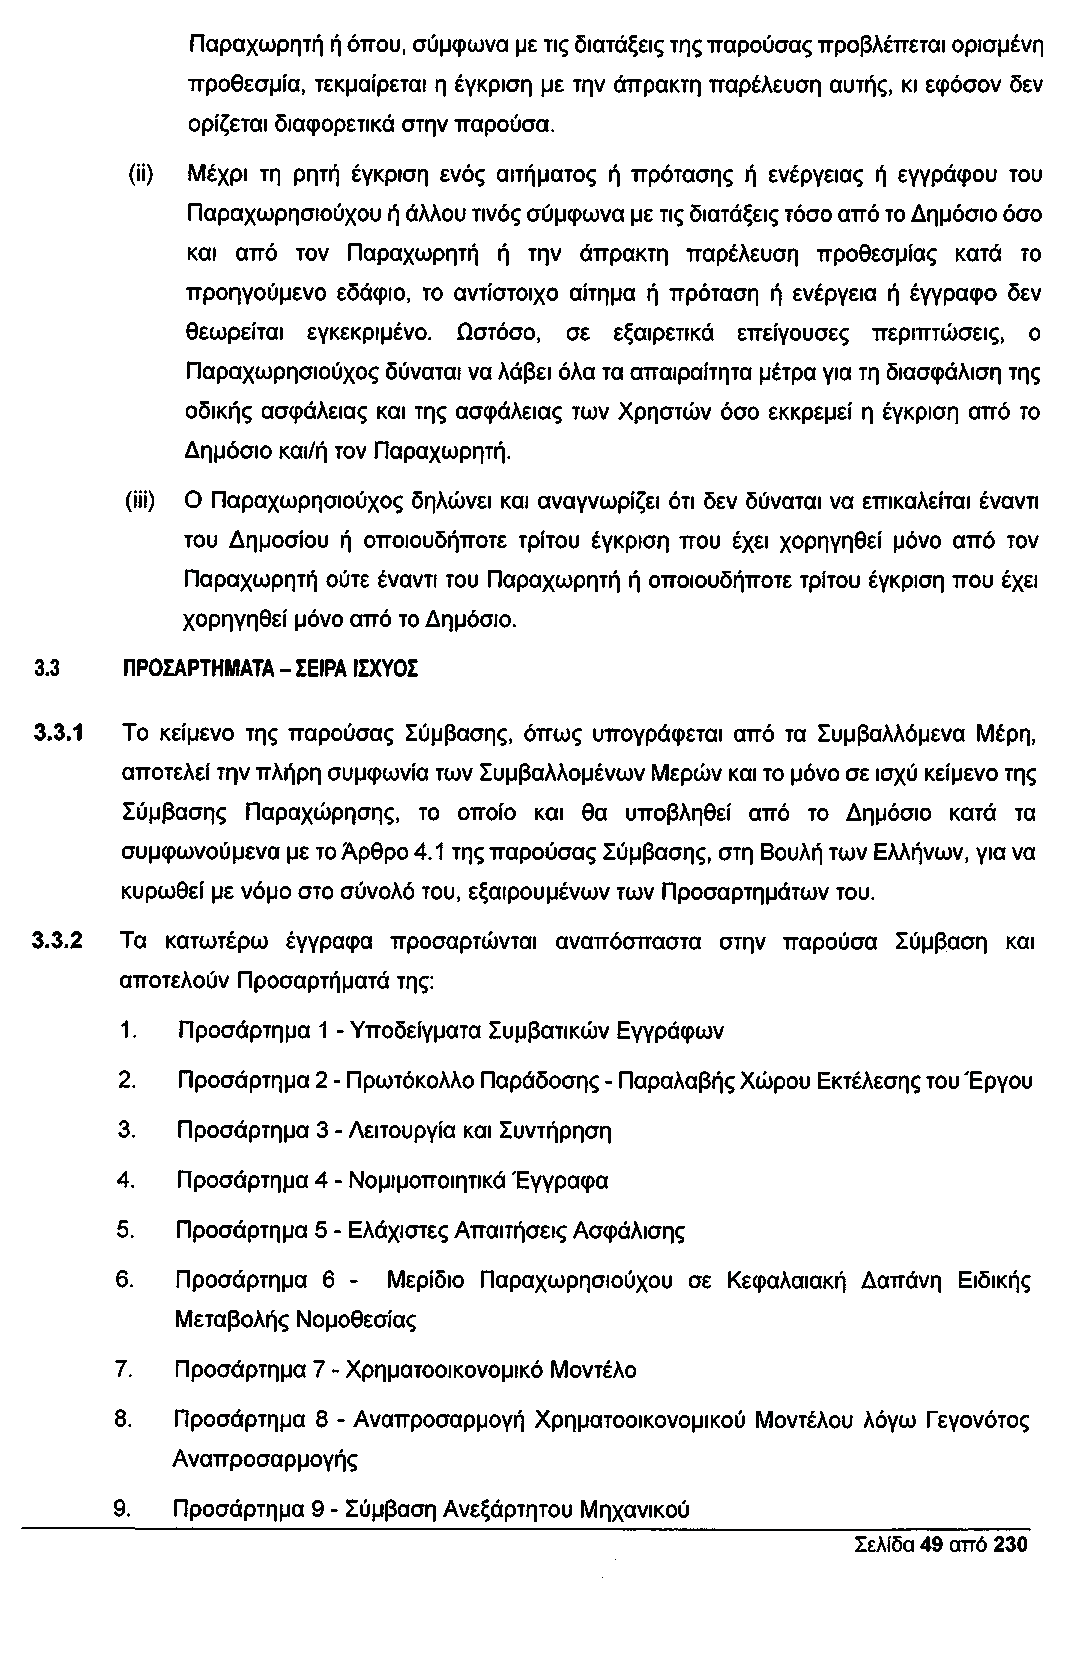 Παραχωρητή ή όπου, σύμφωνα με τις διατάξεις της παρούσας προβλέπεται ορισμένη
προθεσμία, τεκμαίρεται η έγκριση με την άπρακτη παρέλευση αυτής, κι εφόσον δεν
ορίζεται διαφορετικά στην παρούσα.
(ii) Μέχρι τη ρητή έγκριση ενός αιτήματος ή πρότασης ή ενέργειας ή εγγράφου του
Παραχωρησιούχου ή άλλου τινός σύμφωνα με τις διατάξεις τόσο από το Δημόσιο όσο
και από τον Παραχωρητή ή την άπρακτη παρέλευση προθεσμίας κατά το
προηγούμενο εδάφιο, το αντίστοιχο αίτημα ή πρόταση ή ενέργεια ή έγγραφο δεν
θεωρείται εγκεκριμένο. Ωστόσο, σε εξαιρετικά επείγουσες περιπτώσεις, ο
Παραχωρησιούχος δύναται να λάβει όλα τα απαιραίτητα μέτρα για τη διασφάλιση της
οδικής ασφάλειας και της ασφάλειας των Χρηστών όσο εκκρεμεί η έγκριση από το
Δημόσιο και/ή τον Παραχωρητή.
(iii) Ο Παραχωρησιούχος δηλώνει και αναγνωρίζει ότι δεν δύναται να επικαλείται έναντι
του Δημοσίου ή οποιουδήποτε τρίτου έγκριση που έχει χορηγηθεί μόνο από τον
Παραχωρητή ούτε έναντι του Παραχωρητή ή οποιουδήποτε τρίτου έγκριση που έχει
χορηγηθεί μόνο από το Δημόσιο.
3.3 ΠΡΟΣΑΡΤΗΜΑΤΑ – ΣΕΙΡΑ ΙΣΧΥΟΣ
3.3.1 Το κείμενο της παρούσας Σύμβασης, όπως υπογράφεται από τα Συμβαλλόμενα Μέρη,
αποτελεί την πλήρη συμφωνία των Συμβαλλομένων Μερών και το μόνο σε ισχύ κείμενο της
Σύμβασης Παραχώρησης, το οποίο και θα υποβληθεί από το Δημόσιο κατά τα
συμφωνούμενα με το Άρθρο 4.1 της παρούσας Σύμβασης, στη Βουλή των Ελλήνων, για να
κυρωθεί με νόμο στο σύνολό του, εξαιρουμένων των Προσαρτημάτων του.
3.3.2 Τα κατωτέρω έγγραφα προσαρτώνται αναπόσπαστα στην παρούσα Σύμβαση και
αποτελούν Προσαρτήματά της:
1. Προσάρτημα 1 - Υποδείγματα Συμβατικών Εγγράφων
2. Προσάρτημα 2 - Πρωτόκολλο Παράδοσης - Παραλαβής Χώρου Εκτέλεσης του Έργου
3. Προσάρτημα 3 - Λειτουργία και Συντήρηση
4. Προσάρτημα 4 - Νομιμοποιητικά Έγγραφα
5. Προσάρτημα 5 - Ελάχιστες Απαιτήσεις Ασφάλισης
6. Προσάρτημα 6 - Μερίδιο Παραχωρησιούχου σε Κεφαλαιακή Δαπάνη Ειδικής
Μεταβολής Νομοθεσίας
7. Προσάρτημα 7 - Χρηματοοικονομικό Μοντέλο
8. Προσάρτημα 8 - Αναπροσαρμογή Χρηματοοικονομικού Μοντέλου λόγω Γεγονότος
Αναπροσαρμογής
9. Προσάρτημα 9 - Σύμβαση Ανεξάρτητου Μηχανικού
Σελίδα 49 από 230